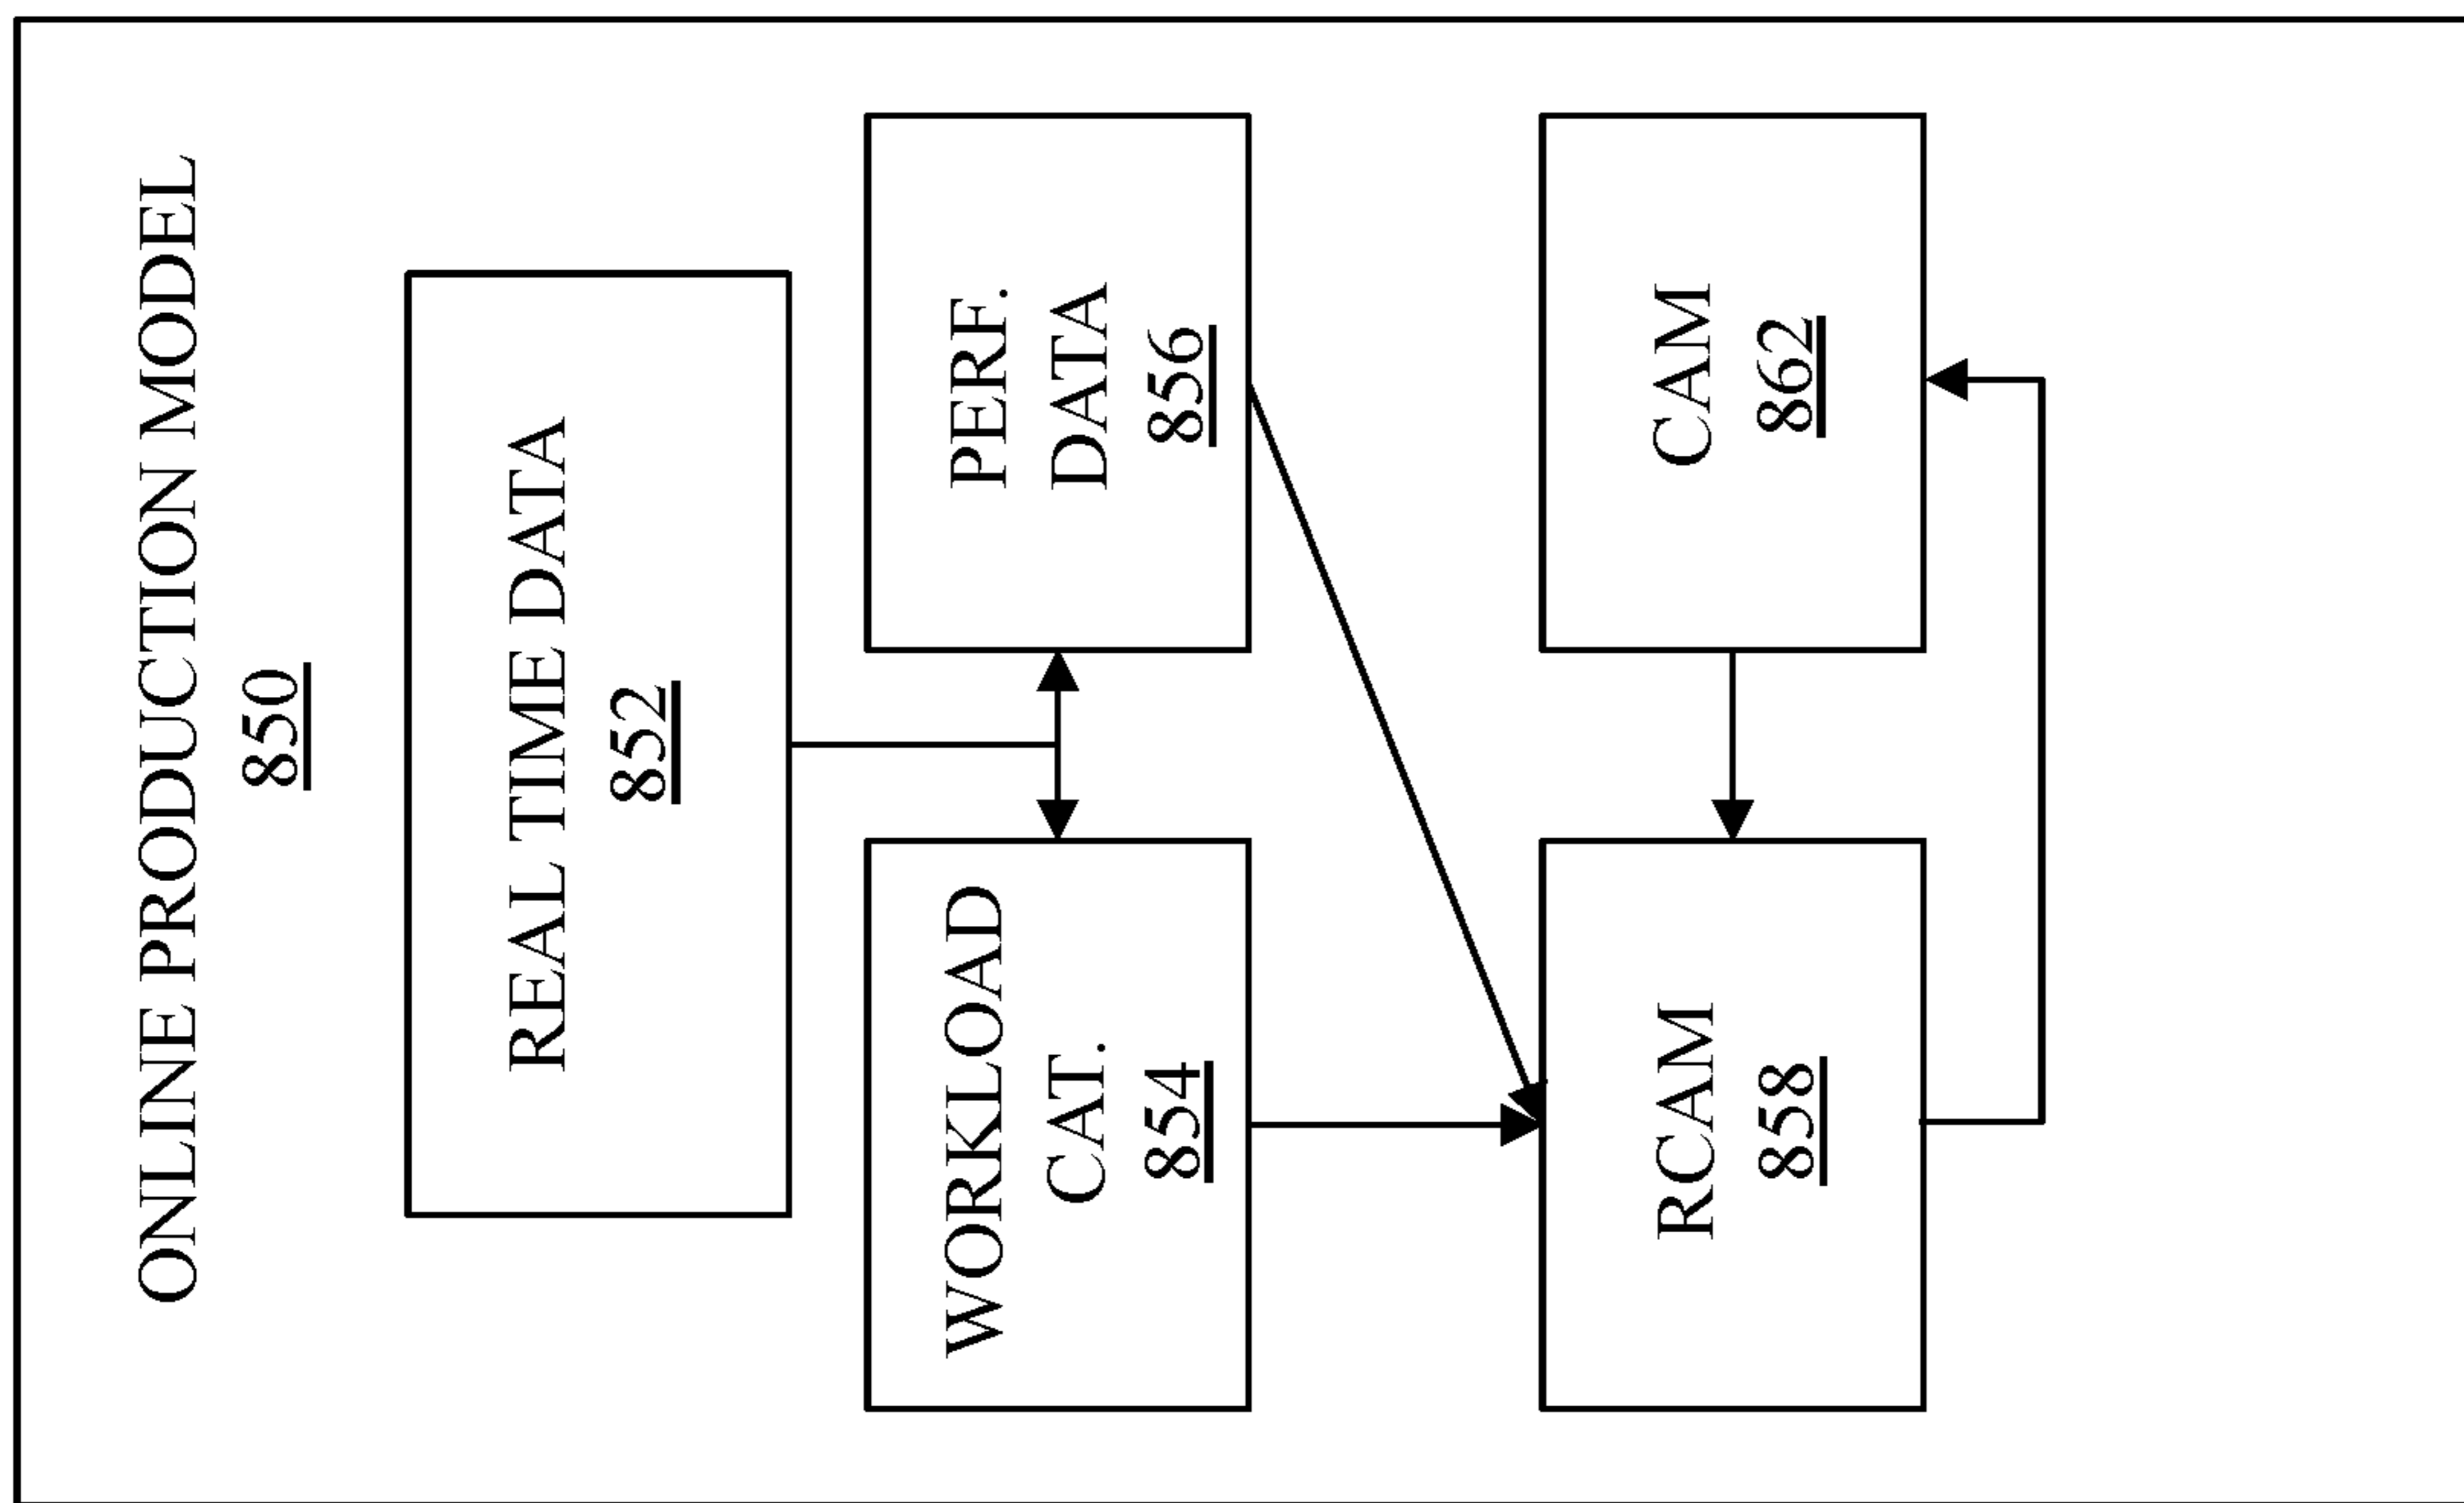 ONLINE PRODUCTION MODEL
850
REAL TIME DATA
852
WORKLOAD
CAT.
854
PERF.
DATA
856
RCAM
858
CAM
862